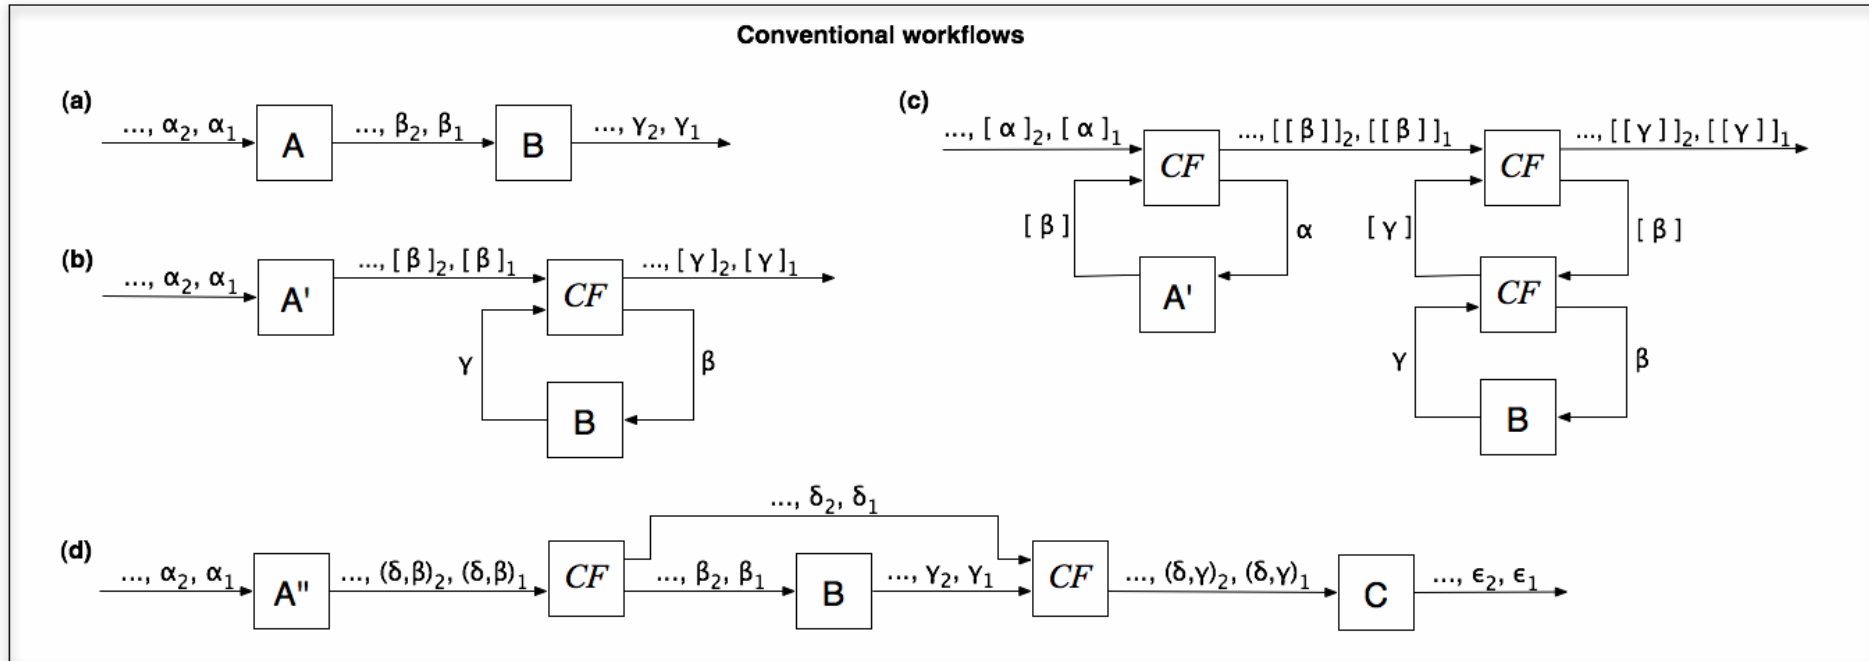 Conventional workflows
(a)
..., α₂, α₁
A
..., β₂, β₁
B
..., γ₂, γ₁
(b)
..., α₂, α₁
A'
..., [ β ]₂, [ β ]₁
CF
..., [ γ ]₂, [ γ ]₁
γ
β
B
(c)
..., [ α ]₂, [ α ]₁
CF
..., [[ β ]]₂, [[ β ]]₁
CF
..., [[ γ ]]₂, [[ γ ]]₁
[ β ]
α
[ γ ]
[ β ]
A'
CF
γ
β
B
(d)
..., δ₂, δ₁
..., α₂, α₁
A"
..., (δ,β)₂, (δ,β)₁
CF
..., β₂, β₁
B
..., γ₂, γ₁
CF
..., (δ,γ)₂, (δ,γ)₁
C
..., ϵ₂, ϵ₁